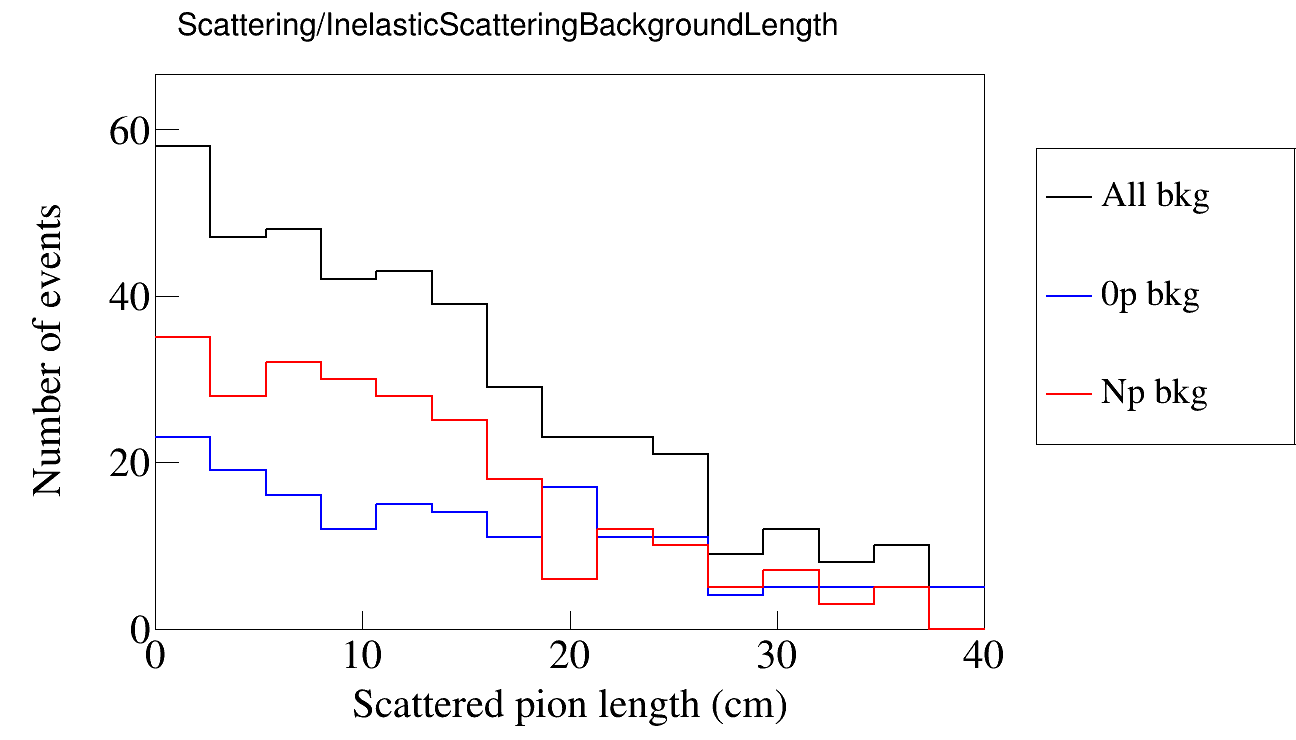 Scattering/InelasticScatteringBackgroundLength
60
40
20
0
0 10 20 30 40
Number of events
Scattered pion length (cm)
All bkg
0p bkg
Np bkg